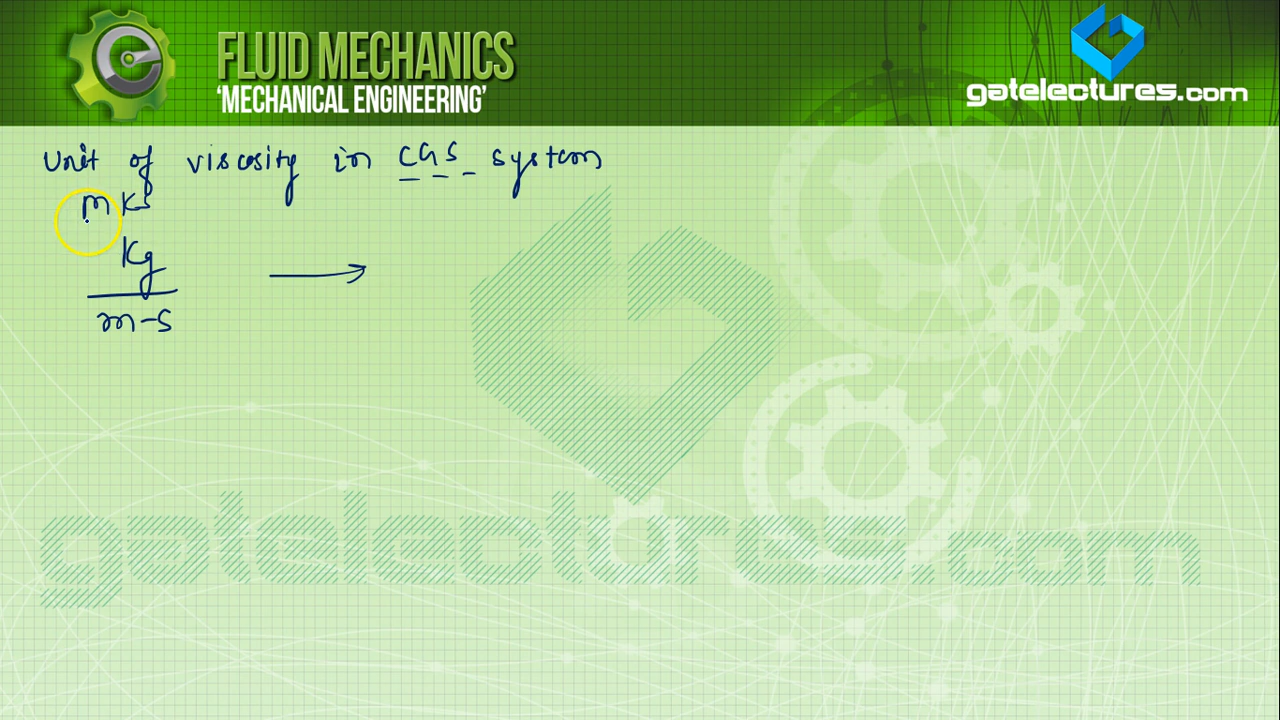 FLUID MECHANICS
'MECHANICAL ENGINEERING'
gatelectures.com
Unit of viscosity in CGS system
MKS
Kg
m-s
gatelectures.com